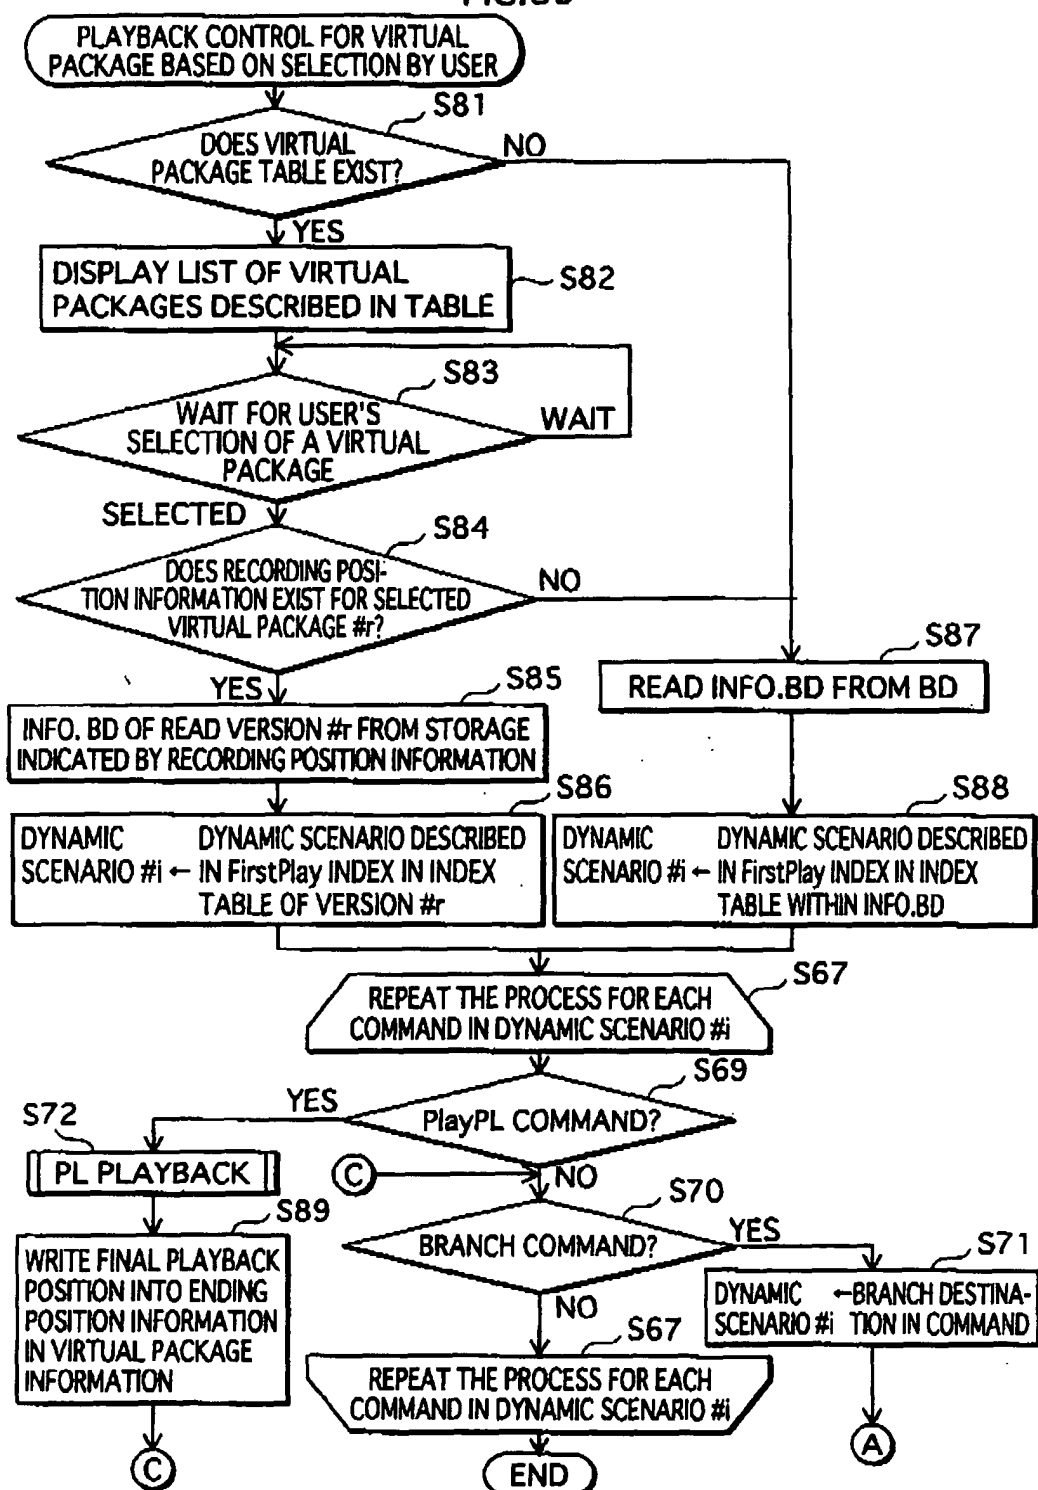 PLAYBACK CONTROL FOR VIRTUAL
PACKAGE BASED ON SELECTION BY USER
S81
DOES VIRTUAL
PACKAGE TABLE EXIST?
NO
YES
DISPLAY LIST OF VIRTUAL
PACKAGES DESCRIBED IN TABLE
S82
S83
WAIT FOR USER'S
SELECTION OF A VIRTUAL
PACKAGE
WAIT
SELECTED
S84
DOES RECORDING POSI-
TION INFORMATION EXIST FOR SELECTED
VIRTUAL PACKAGE #r?
NO
YES
S85
INFO. BD OF READ VERSION #r FROM STORAGE
INDICATED BY RECORDING POSITION INFORMATION
S87
READ INFO.BD FROM BD
S86
DYNAMIC DYNAMIC SCENARIO DESCRIBED
SCENARIO #i ← IN FirstPlay INDEX IN INDEX
TABLE OF VERSION #r
S88
DYNAMIC DYNAMIC SCENARIO DESCRIBED
SCENARIO #i ← IN FirstPlay INDEX IN INDEX
TABLE WITHIN INFO.BD
S67
REPEAT THE PROCESS FOR EACH
COMMAND IN DYNAMIC SCENARIO #i
S69
PlayPL COMMAND?
YES
NO
S72
PL PLAYBACK
C
S89
WRITE FINAL PLAYBACK
POSITION INTO ENDING
POSITION INFORMATION
IN VIRTUAL PACKAGE
INFORMATION
C
S70
BRANCH COMMAND?
YES
NO
S71
DYNAMIC ←BRANCH DESTINA-
SCENARIO #i TION IN COMMAND
A
S67
REPEAT THE PROCESS FOR EACH
COMMAND IN DYNAMIC SCENARIO #i
END